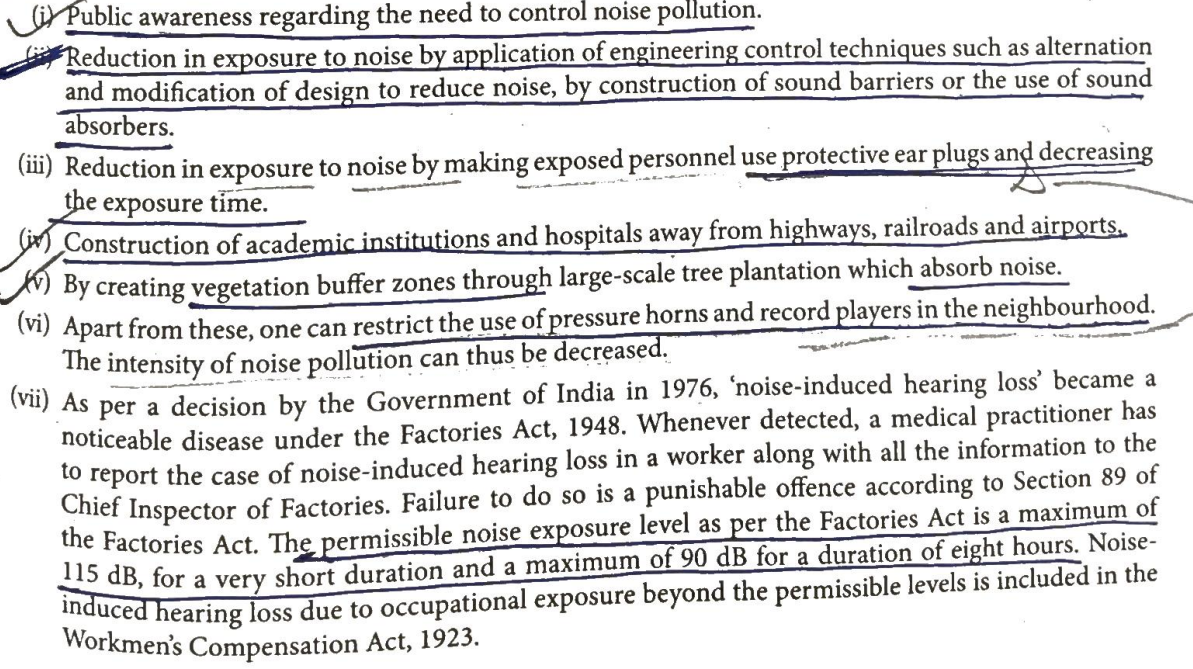 (i) Public awareness regarding the need to control noise pollution.
(ii) Reduction in exposure to noise by application of engineering control techniques such as alternation
and modification of design to reduce noise, by construction of sound barriers or the use of sound
absorbers.
(iii) Reduction in exposure to noise by making exposed personnel use protective ear plugs and decreasing
the exposure time.
(iv) Construction of academic institutions and hospitals away from highways, railroads and airports.
(v) By creating vegetation buffer zones through large-scale tree plantation which absorb noise.
(vi) Apart from these, one can restrict the use of pressure horns and record players in the neighbourhood.
The intensity of noise pollution can thus be decreased.
(vii) As per a decision by the Government of India in 1976, ‘noise-induced hearing loss’ became a
noticeable disease under the Factories Act, 1948. Whenever detected, a medical practitioner has
to report the case of noise-induced hearing loss in a worker along with all the information to the
Chief Inspector of Factories. Failure to do so is a punishable offence according to Section 89 of
the Factories Act. The permissible noise exposure level as per the Factories Act is a maximum of
115 dB, for a very short duration and a maximum of 90 dB for a duration of eight hours. Noise-
induced hearing loss due to occupational exposure beyond the permissible levels is included in the
Workmen’s Compensation Act, 1923.